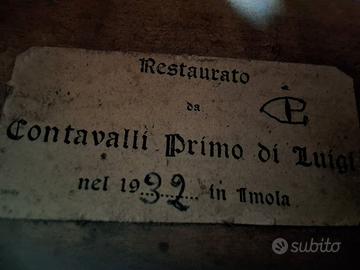 Restaurato
da
Contavalli Primo di Luigi
nel 1932 in Imola
subito